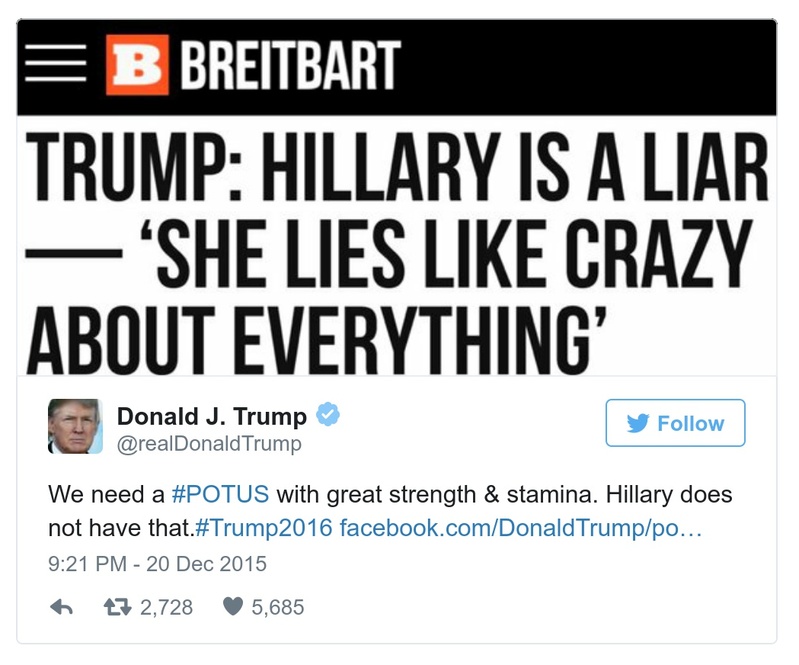 B BREITBART
TRUMP: HILLARY IS A LIAR
— ‘SHE LIES LIKE CRAZY
ABOUT EVERYTHING’
Donald J. Trump
@realDonaldTrump
Follow
We need a #POTUS with great strength & stamina. Hillary does
not have that.#Trump2016 facebook.com/DonaldTrump/po…
9:21 PM - 20 Dec 2015
2,728 5,685